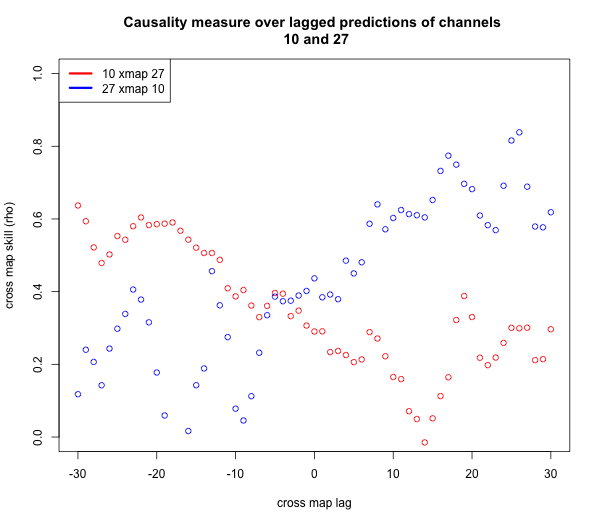 Causality measure over lagged predictions of channels
10 and 27
10 xmap 27
27 xmap 10
cross map skill (rho)
1.0
0.8
0.6
0.4
0.2
0.0
-30 -20 -10 0 10 20 30
cross map lag